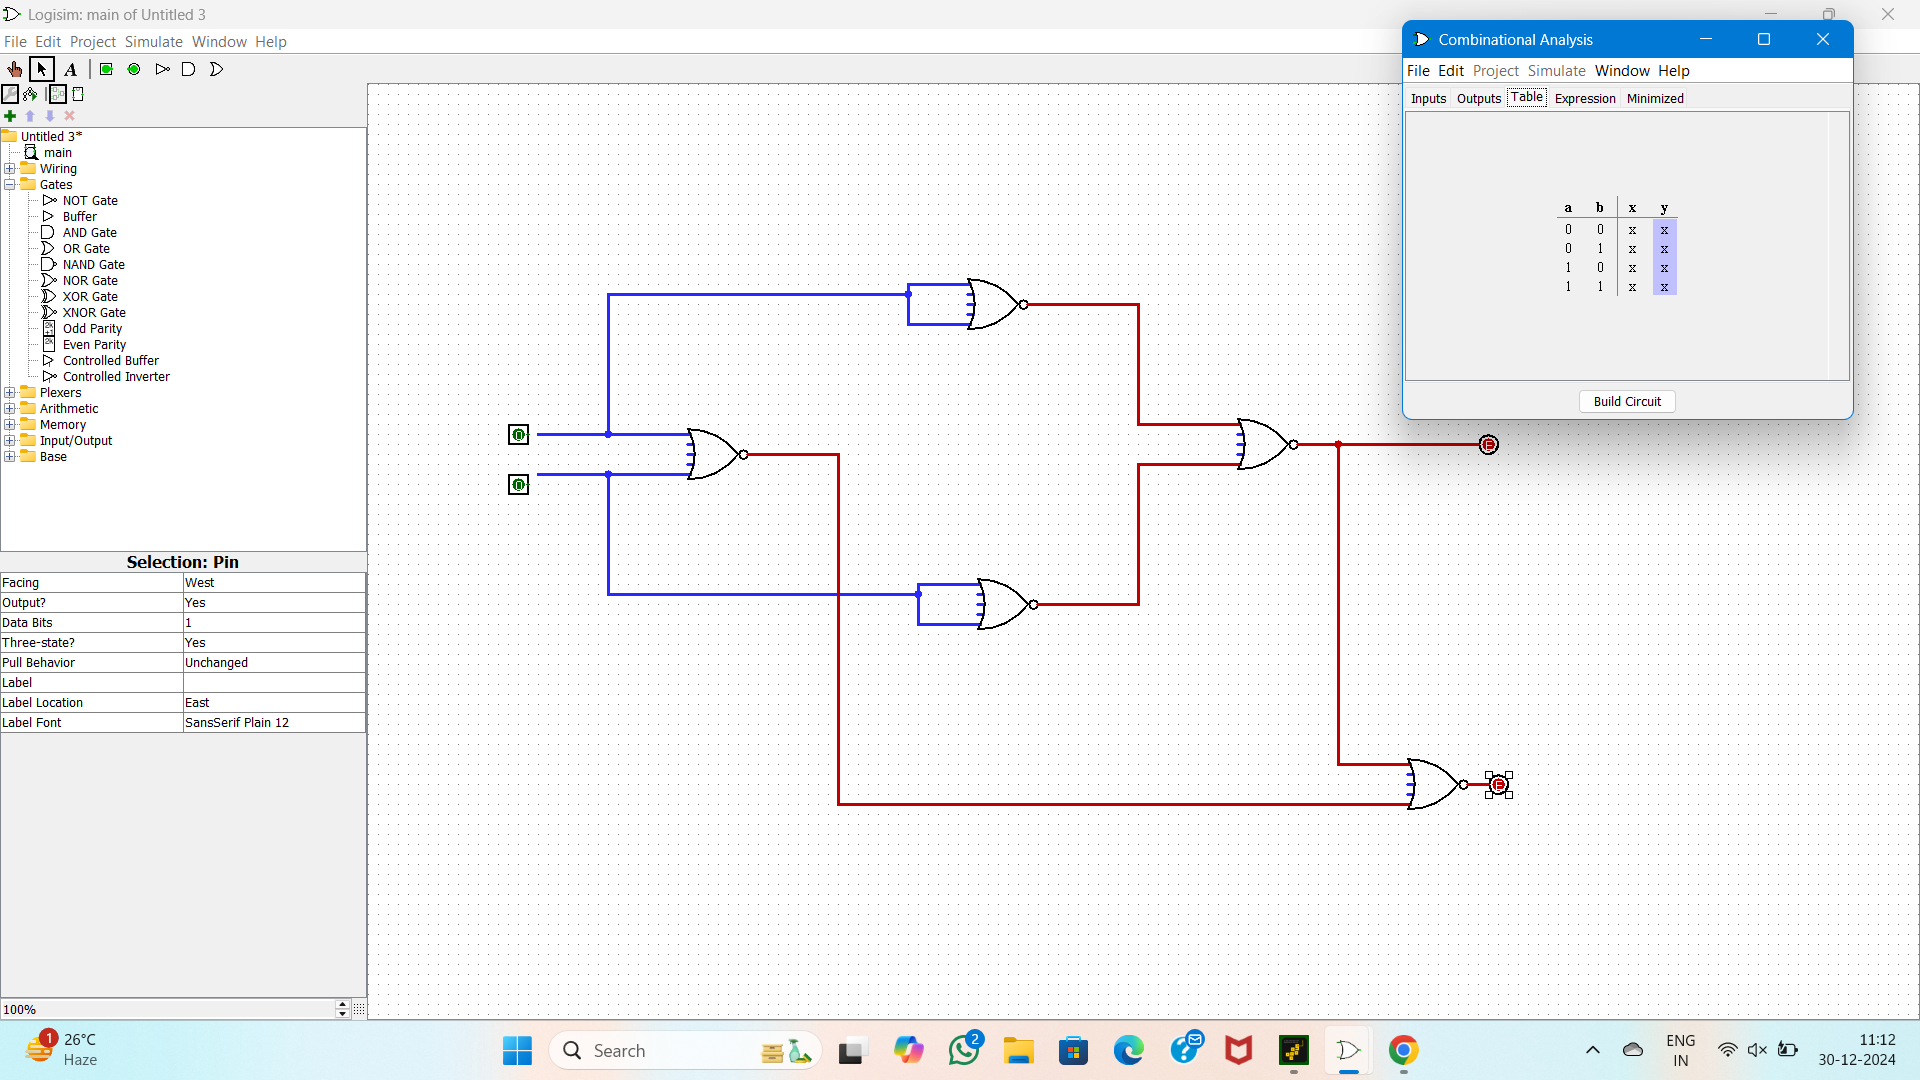 Logisim: main of Untitled 3
File Edit Project Simulate Window Help
A
Untitled 3*
main
Wiring
Gates
NOT Gate
Buffer
AND Gate
OR Gate
NAND Gate
NOR Gate
XOR Gate
XNOR Gate
Odd Parity
Even Parity
Controlled Buffer
Controlled Inverter
Plexers
Arithmetic
Memory
Input/Output
Base
Selection: Pin
Facing West
Output? Yes
Data Bits 1
Three-state? Yes
Pull Behavior Unchanged
Label
Label Location East
Label Font SansSerif Plain 12
100%
Combinational Analysis
File Edit Project Simulate Window Help
Inputs Outputs Table Expression Minimized
a b x y
0 0 x x
0 1 x x
1 0 x x
1 1 x x
Build Circuit
E
E
1
26°C
Haze
Search
2
ENG
IN
11:12
30-12-2024